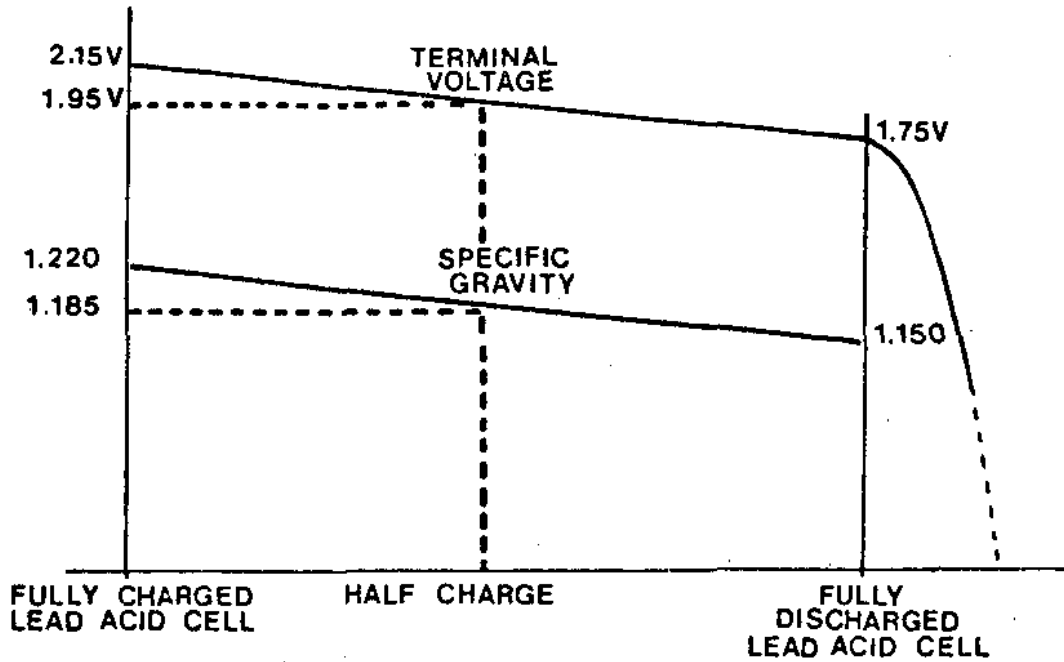 2.15V
TERMINAL
VOLTAGE
1.95V
1.75V
1.220
SPECIFIC
GRAVITY
1.185
1.150
FULLY CHARGED
LEAD ACID CELL
HALF CHARGE
FULLY
DISCHARGED
LEAD ACID CELL